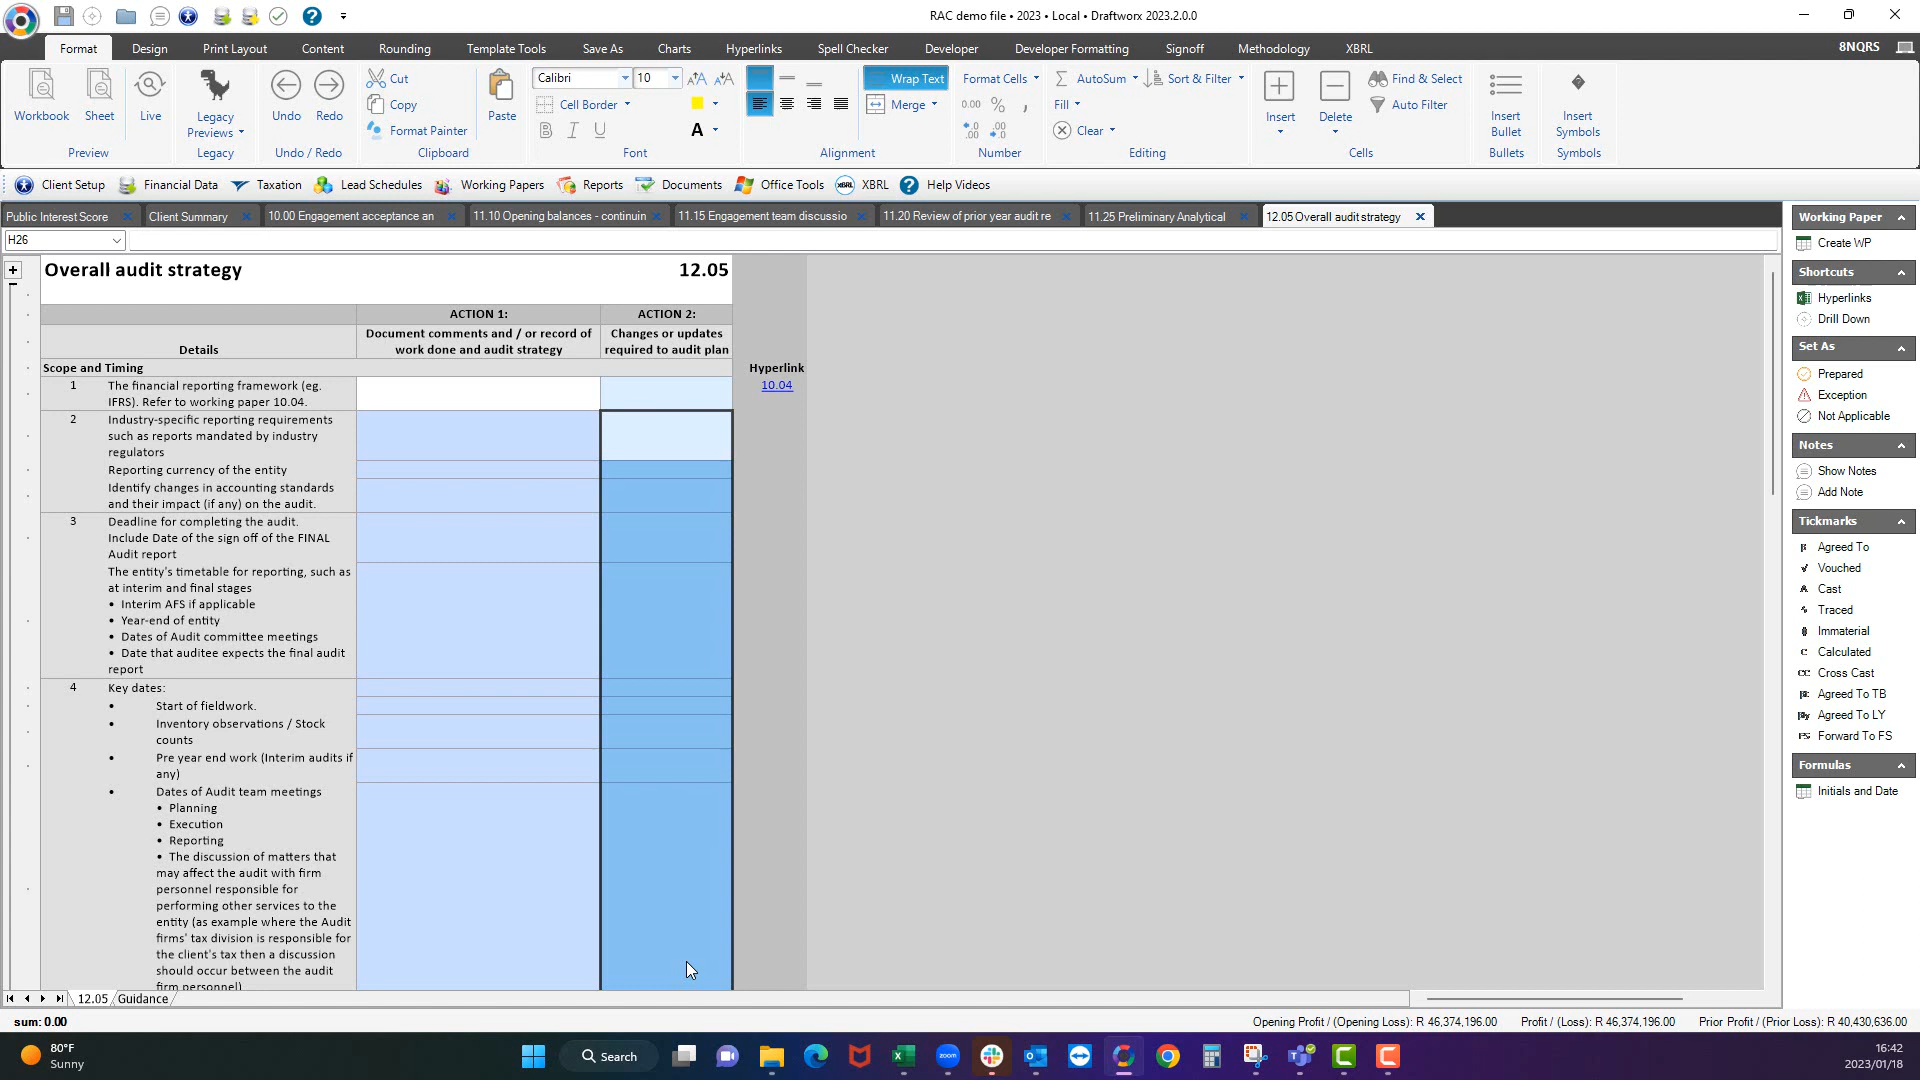 RAC demo file • 2023 • Local • Draftworx 2023.2.0.0
Format Design Print Layout Content Rounding Template Tools Save As Charts Hyperlinks Spell Checker Developer Developer Formatting Signoff Methodology XBRL 8NQRS
Workbook Sheet Live Legacy Previews Undo Redo Cut Copy Format Painter Paste
Calibri 10 Cell Border B I U A
Wrap Text Merge
Format Cells 0.00 % ,
AutoSum Sort & Filter Fill Clear
Insert Delete Find & Select Auto Filter Insert Bullet Insert Symbols
Preview Legacy Undo / Redo Clipboard Font Alignment Number Editing Cells Bullets Symbols
Client Setup Financial Data Taxation Lead Schedules Working Papers Reports Documents Office Tools XBRL XBRL Help Videos
Public Interest Score Client Summary 10.00 Engagement acceptance an 11.10 Opening balances - continuin 11.15 Engagement team discussio 11.20 Review of prior year audit re 11.25 Preliminary Analytical 12.05 Overall audit strategy
H26
Overall audit strategy 12.05
ACTION 1: ACTION 2:
Details
Document comments and / or record of
work done and audit strategy
Changes or updates
required to audit plan
Scope and Timing Hyperlink
1 The financial reporting framework (eg. 10.04
IFRS). Refer to working paper 10.04.
2 Industry-specific reporting requirements
such as reports mandated by industry
regulators
Reporting currency of the entity
Identify changes in accounting standards
and their impact (if any) on the audit.
3 Deadline for completing the audit.
Include Date of the sign off of the FINAL
Audit report
The entity's timetable for reporting, such as
at interim and final stages
• Interim AFS if applicable
• Year-end of entity
• Dates of Audit committee meetings
• Date that auditee expects the final audit
report
4 Key dates:
• Start of fieldwork.
• Inventory observations / Stock
counts
• Pre year end work (Interim audits if
any)
• Dates of Audit team meetings
• Planning
• Execution
• Reporting
• The discussion of matters that
may affect the audit with firm
personnel responsible for
performing other services to the
entity (as example where the Audit
firms' tax division is responsible for
the client's tax then a discussion
should occur between the audit
firm personnel)
12.05 Guidance
Working Paper
Create WP
Shortcuts
Hyperlinks
Drill Down
Set As
Prepared
Exception
Not Applicable
Notes
Show Notes
Add Note
Tickmarks
Agreed To
Vouched
Cast
Traced
Immaterial
C Calculated
CC Cross Cast
Agreed To TB
Agreed To LY
FS Forward To FS
Formulas
Initials and Date
sum: 0.00 Opening Profit / (Opening Loss): R 46,374,196.00 Profit / (Loss): R 46,374,196.00 Prior Profit / (Prior Loss): R 40,430,636.00
80°F
Sunny
Search
zoom
16:42
2023/01/18